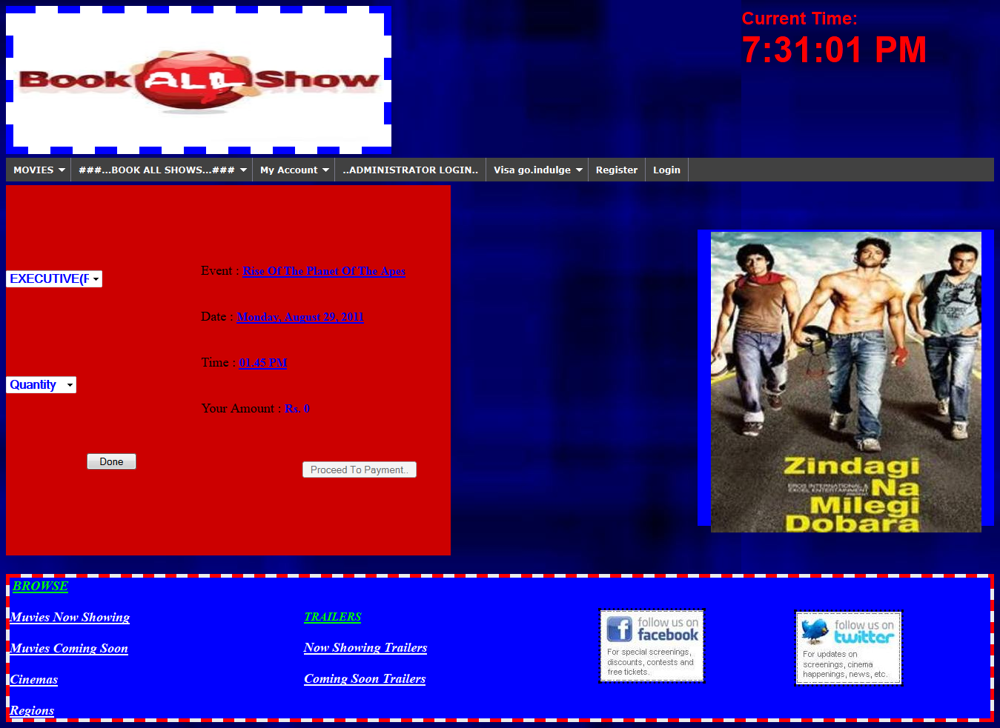 Current Time:
7:31:01 PM
Book ALL Show
MOVIES ###...BOOK ALL SHOWS...### My Account ..ADMINISTRATOR LOGIN.. Visa go.indulge Register Login
Event : Rise Of The Planet Of The Apes
EXECUTIVE(F
Date : Monday, August 29, 2011
Time : 01.45 PM
Quantity
Your Amount : Rs. 0
Done
Proceed To Payment..
Zindagi
EROS INTERNATIONAL &
EXCEL ENTERTAINMENT
PRESENT
Na
Milegi
Dobara
BROWSE
Muvies Now Showing
Muvies Coming Soon
Cinemas
Regions
TRAILERS
Now Showing Trailers
Coming Soon Trailers
follow us on
facebook
For special screenings,
discounts, contests and
free tickets.
follow us on
twitter
For updates on
screenings, cinema
happenings, news, etc.